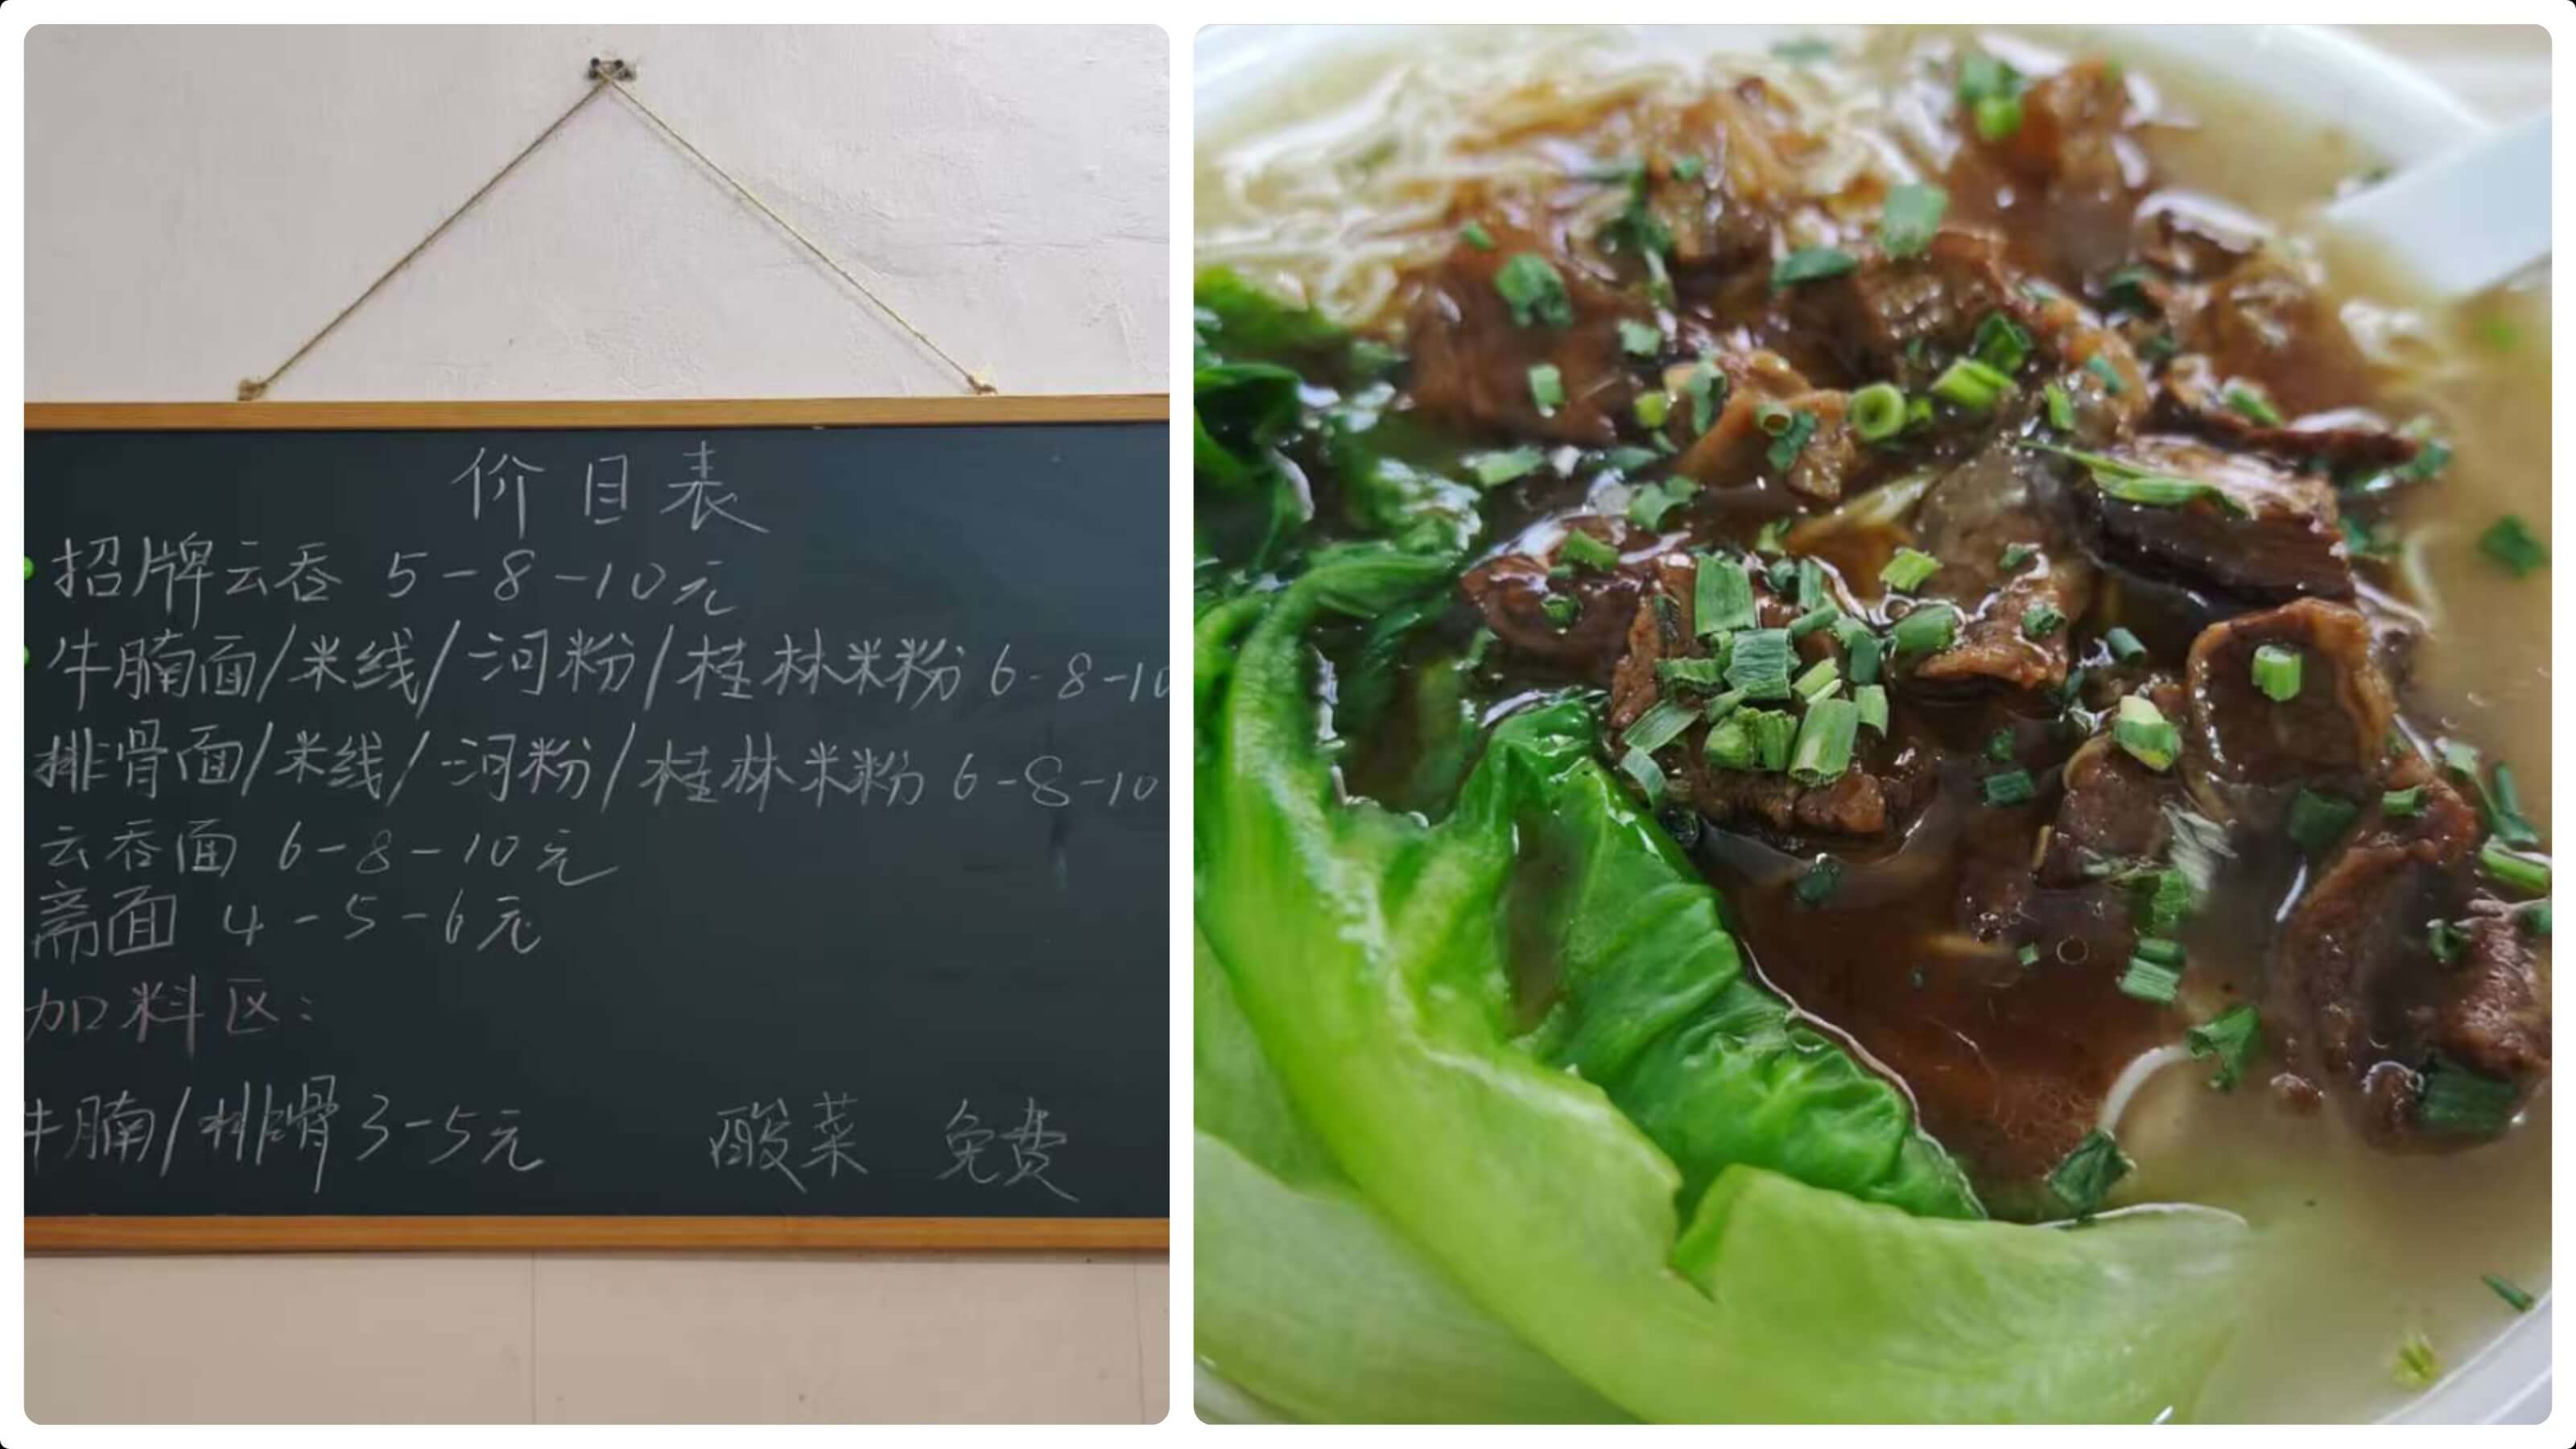 价目表
招牌云吞 5-8-10元
牛腩面/米线/河粉/桂林米粉 6-8-10
排骨面/米线/河粉/桂林米粉 6-8-10
云吞面 6-8-10元
斋面 4-5-6元
加料区:
牛腩/排骨3-5元 酸菜 免费